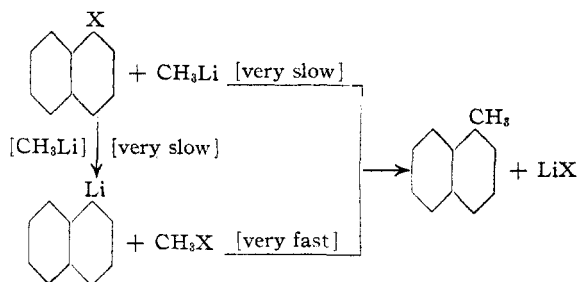 X
+ CH₃Li [very slow]
CH₃
[CH₃Li] [very slow]
+ LiX
Li
+ CH₃X [very fast]